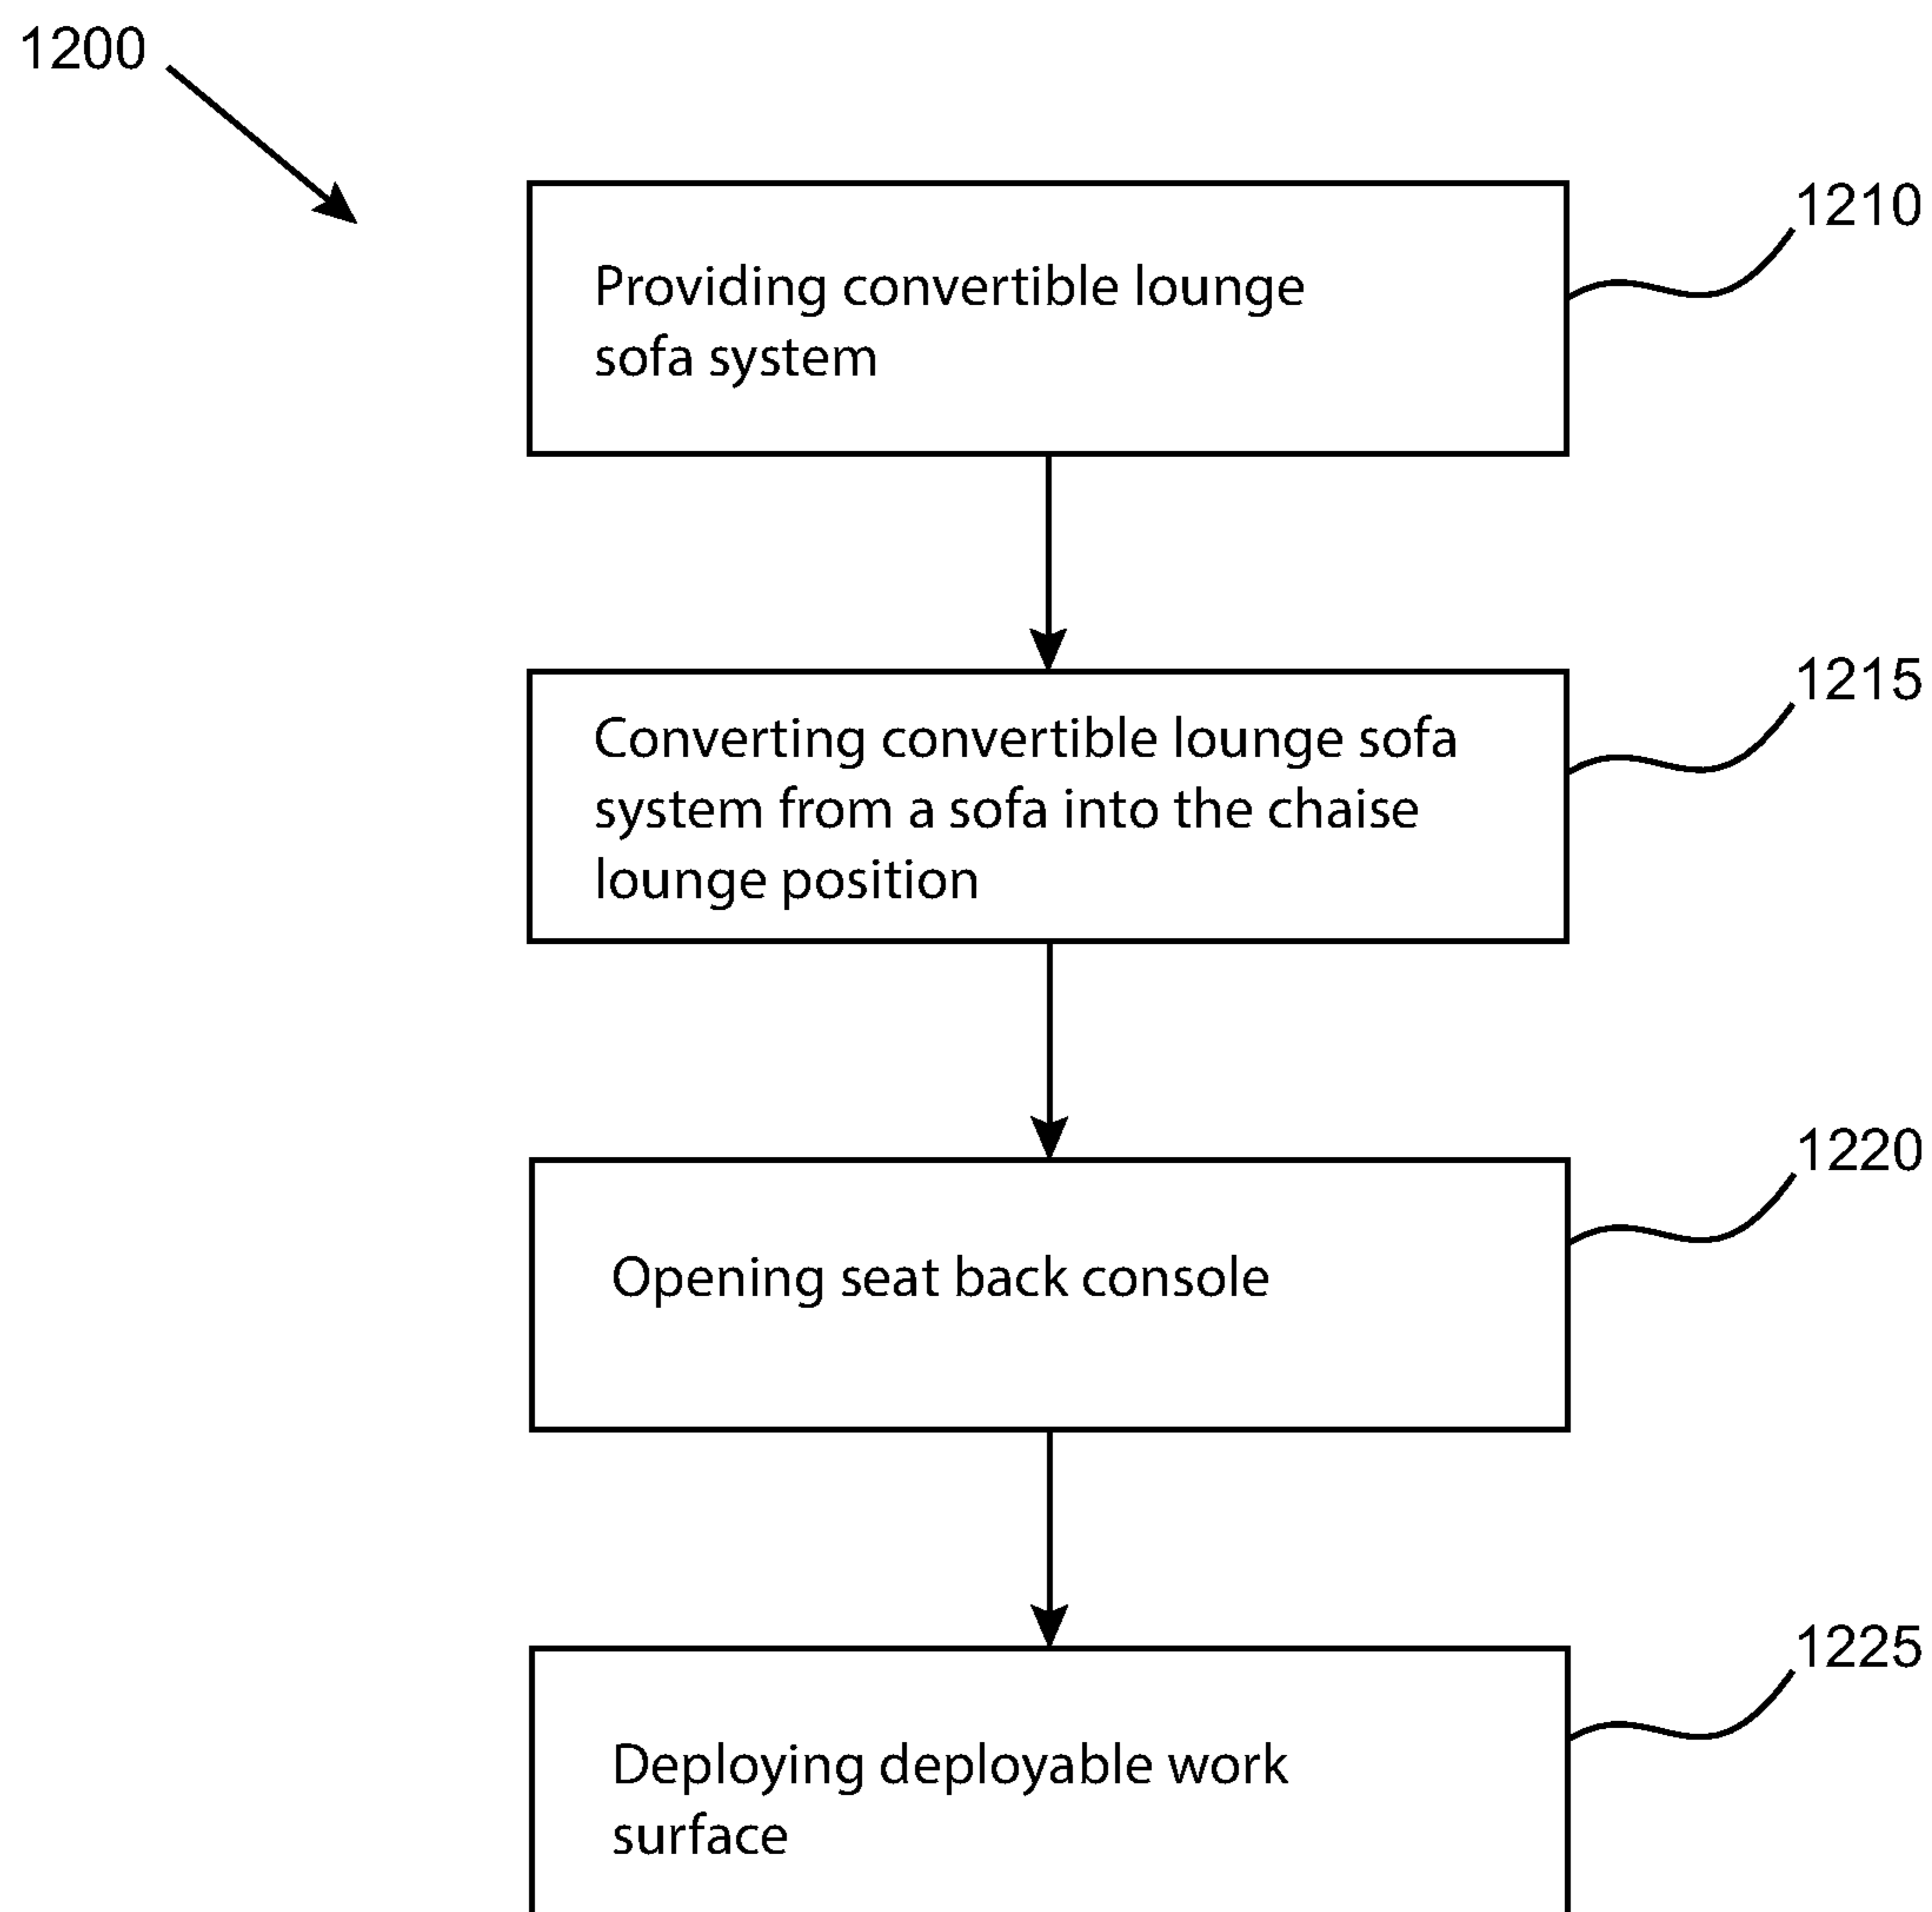 1200
1210
Providing convertible lounge
sofa system
1215
Converting convertible lounge sofa
system from a sofa into the chaise
lounge position
1220
Opening seat back console
1225
Deploying deployable work
surface